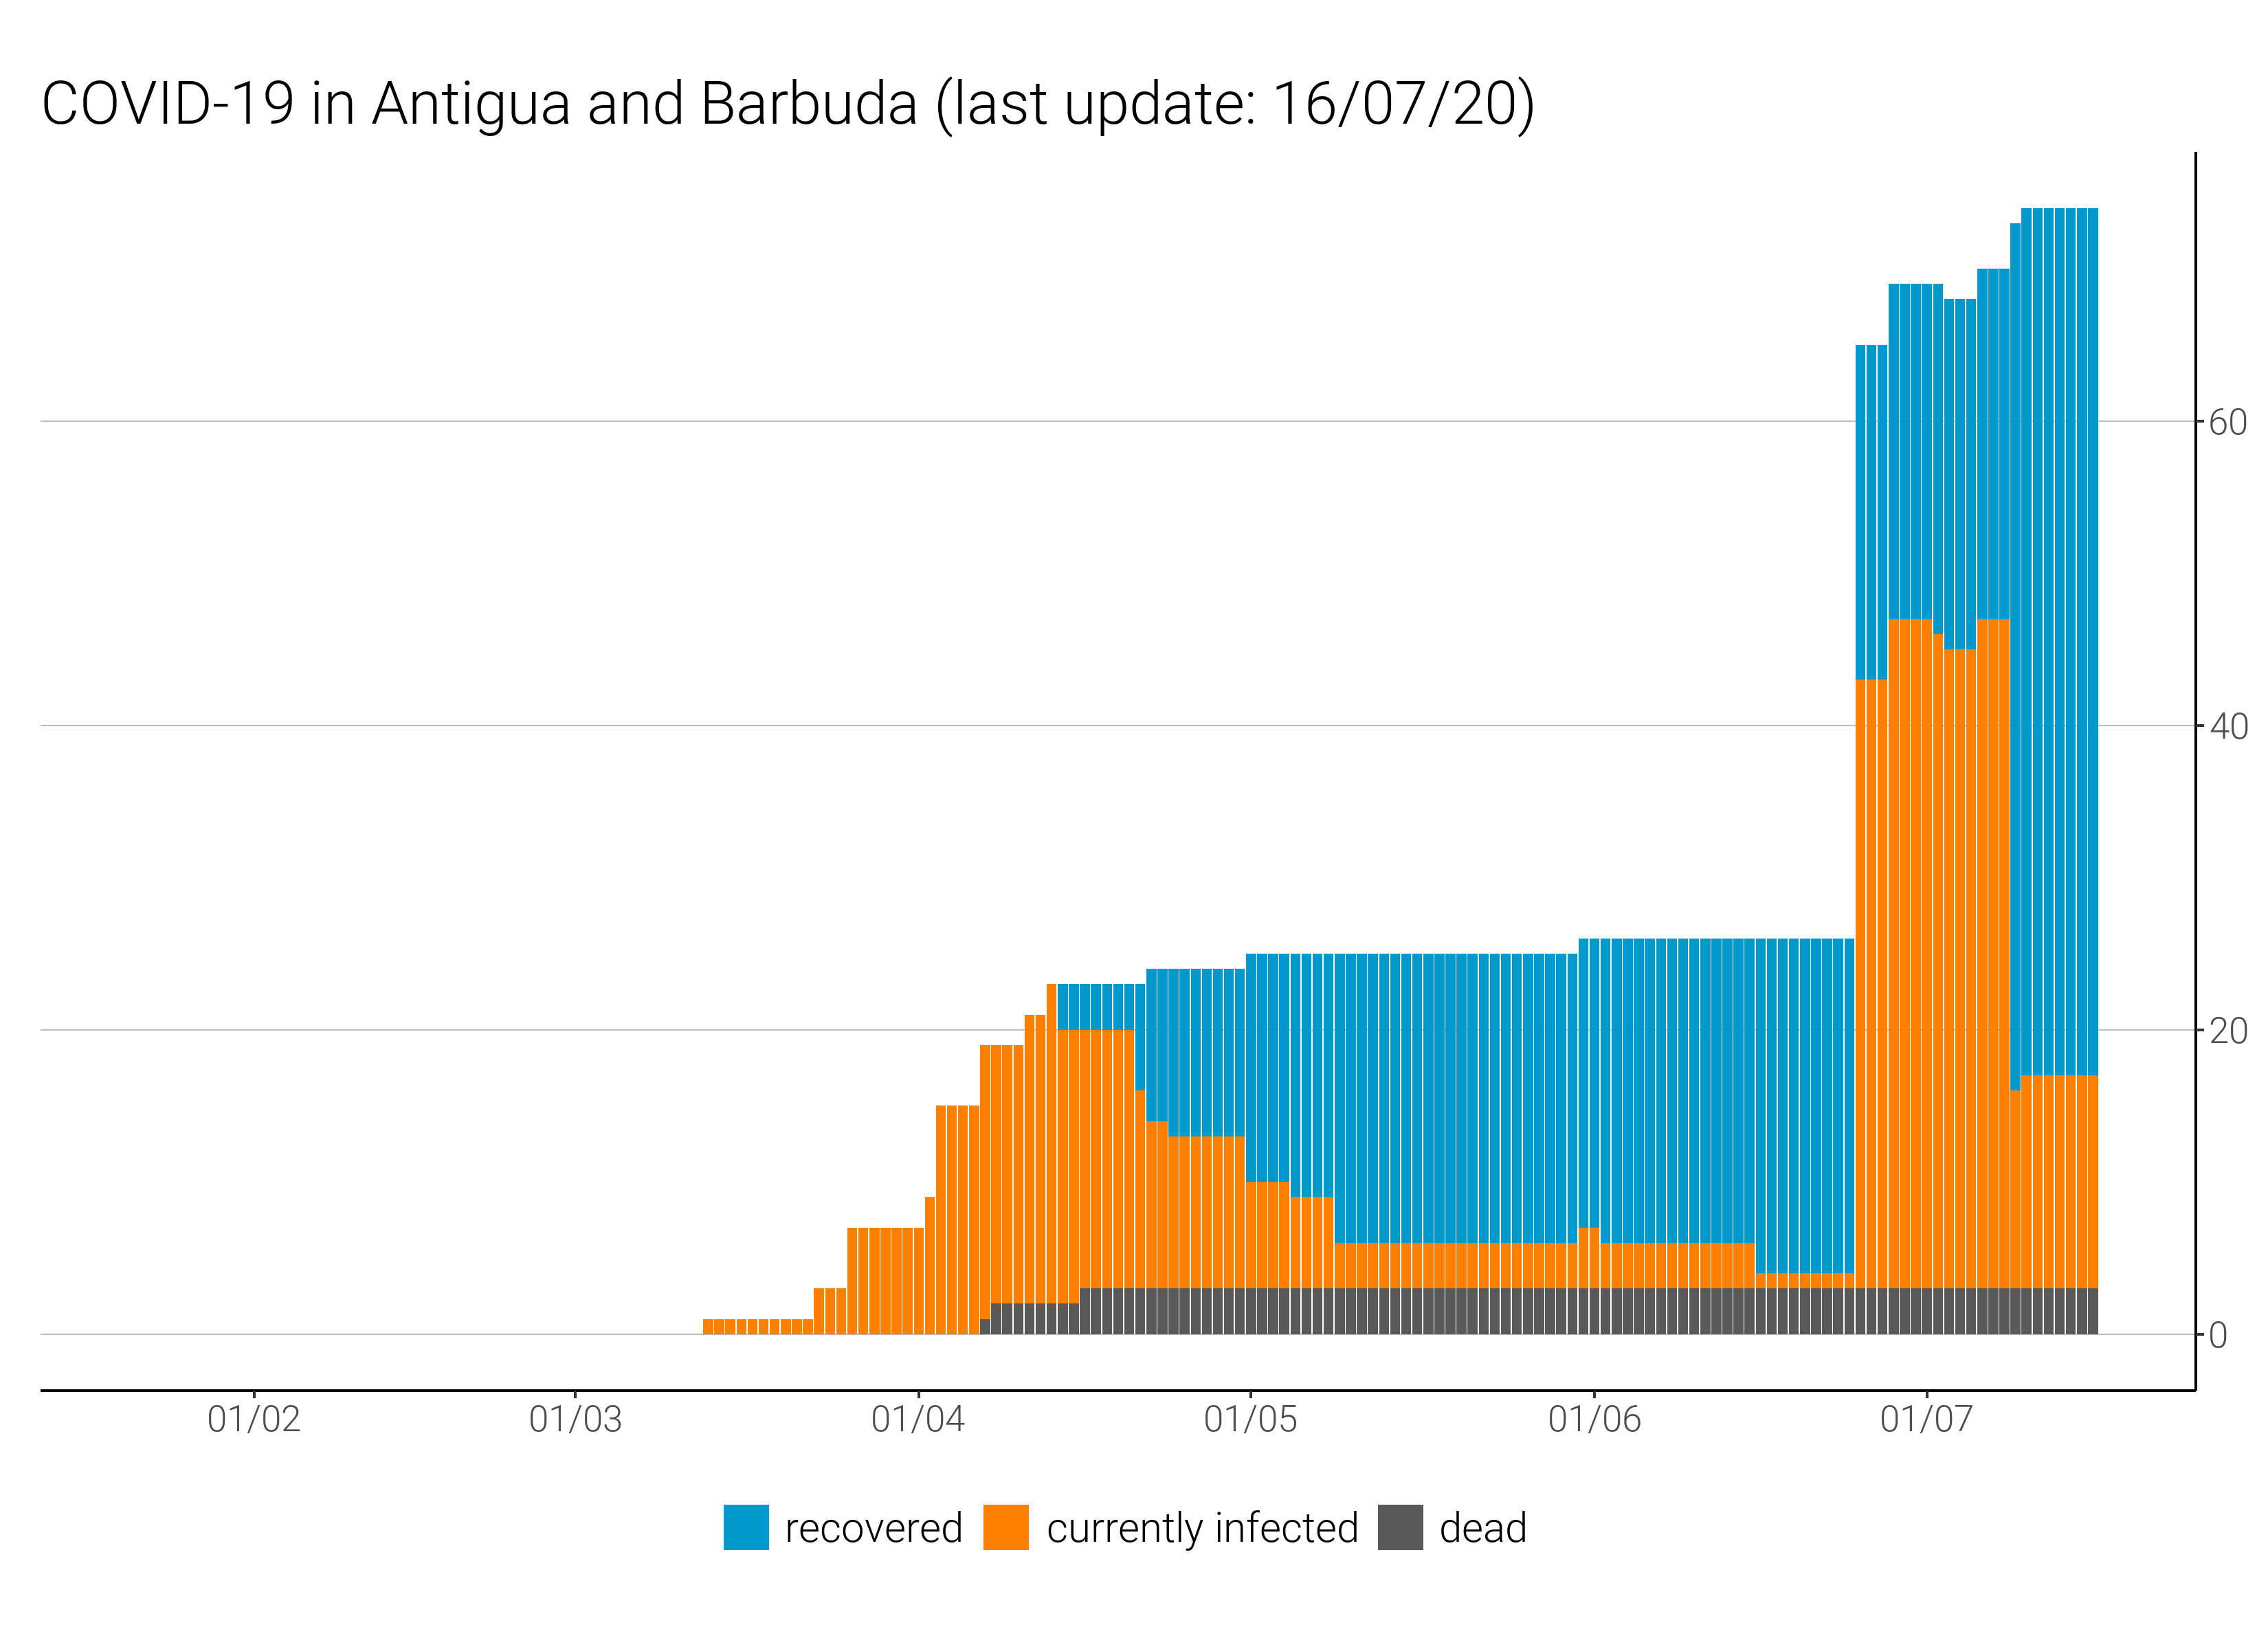 COVID-19 in Antigua and Barbuda (last update: 16/07/20)
60
40
20
0
01/02 01/03 01/04 01/05 01/06 01/07
recovered currently infected dead